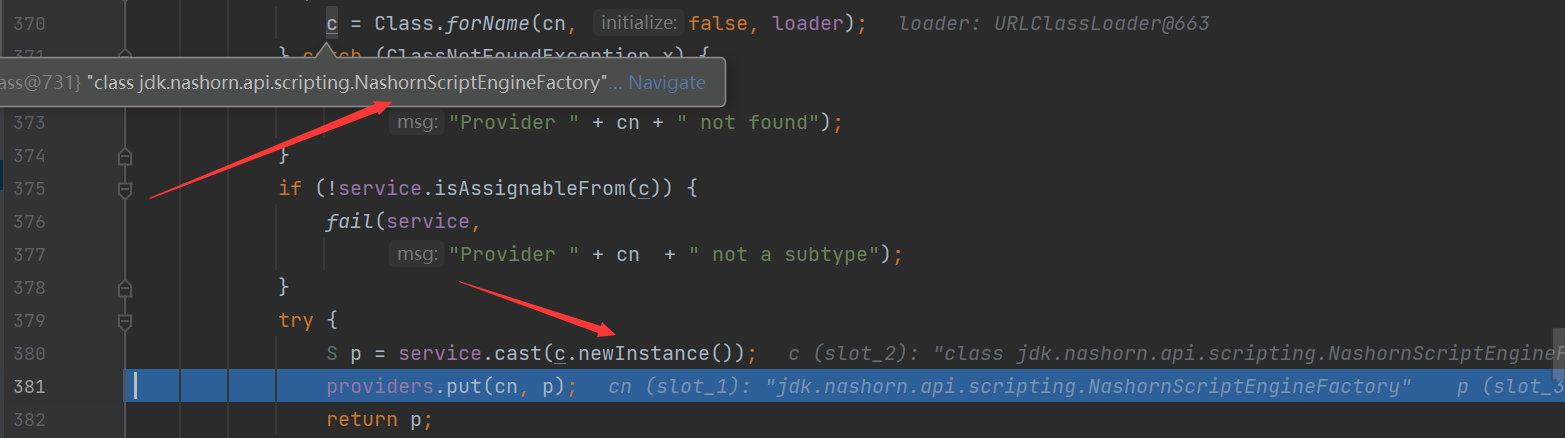 370 c = Class.forName(cn, initialize: false, loader); loader: URLClassLoader@663
371 } catch (ClassNotFoundException x) {
ass@731} "class jdk.nashorn.api.scripting.NashornScriptEngineFactory"... Navigate
373 msg: "Provider " + cn + " not found");
374 }
375 if (!service.isAssignableFrom(c)) {
376 fail(service,
377 msg: "Provider " + cn + " not a subtype");
378 }
379 try {
380 S p = service.cast(c.newInstance()); c (slot_2): "class jdk.nashorn.api.scripting.NashornScriptEngineF
381 providers.put(cn, p); cn (slot_1): "jdk.nashorn.api.scripting.NashornScriptEngineFactory" p (slot_3
382 return p;